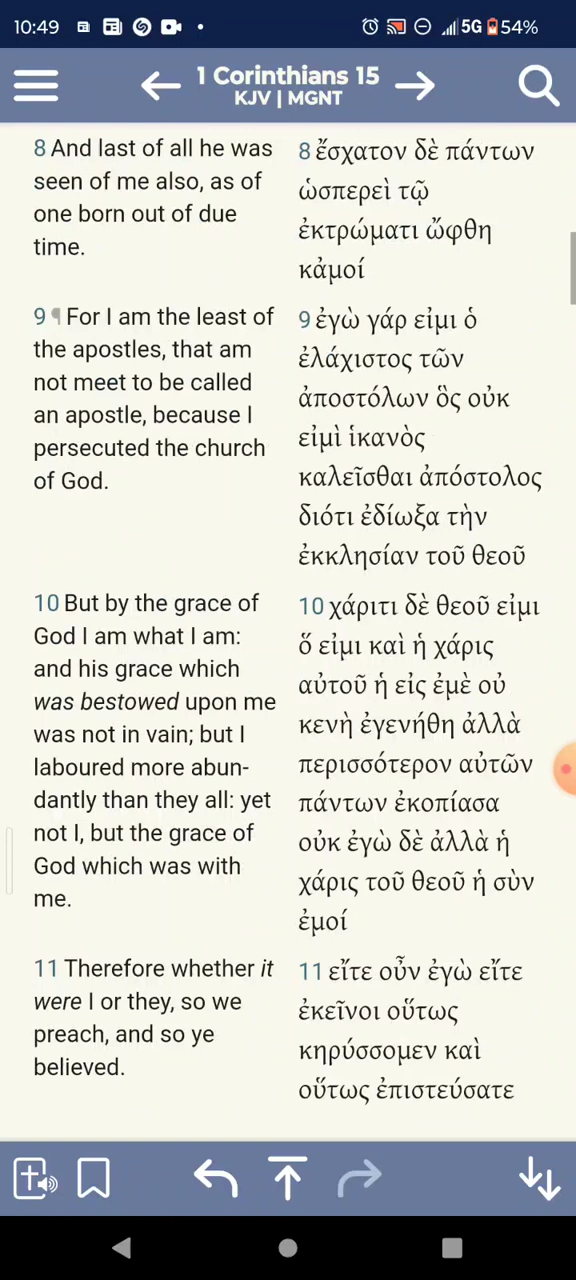 10:49
5G 54%
1 Corinthians 15
KJV | MGNT
8 And last of all he was
seen of me also, as of
one born out of due
time.
8 ἔσχατον δὲ πάντων
ὡσπερεὶ τῷ
ἐκτρώματι ὤφθη
κἀμοί
9 ¶ For I am the least of
the apostles, that am
not meet to be called
an apostle, because I
persecuted the church
of God.
9 ἐγὼ γάρ εἰμι ὁ
ἐλάχιστος τῶν
ἀποστόλων ὃς οὐκ
εἰμὶ ἱκανὸς
καλεῖσθαι ἀπόστολος
διότι ἐδίωξα τὴν
ἐκκλησίαν τοῦ θεοῦ
10 But by the grace of
God I am what I am:
and his grace which
was bestowed upon me
was not in vain; but I
laboured more abun-
dantly than they all: yet
not I, but the grace of
God which was with
me.
10 χάριτι δὲ θεοῦ εἰμι
ὅ εἰμι καὶ ἡ χάρις
αὐτοῦ ἡ εἰς ἐμὲ οὐ
κενὴ ἐγενήθη ἀλλὰ
περισσότερον αὐτῶν
πάντων ἐκοπίασα
οὐκ ἐγὼ δὲ ἀλλὰ ἡ
χάρις τοῦ θεοῦ ἡ σὺν
ἐμοί
11 Therefore whether it
were I or they, so we
preach, and so ye
believed.
11 εἴτε οὖν ἐγὼ εἴτε
ἐκεῖνοι οὕτως
κηρύσσομεν καὶ
οὕτως ἐπιστεύσατε